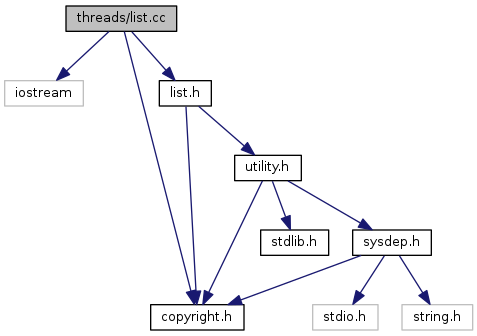 threads/list.cc
iostream
list.h
utility.h
stdlib.h
sysdep.h
copyright.h
stdio.h
string.h